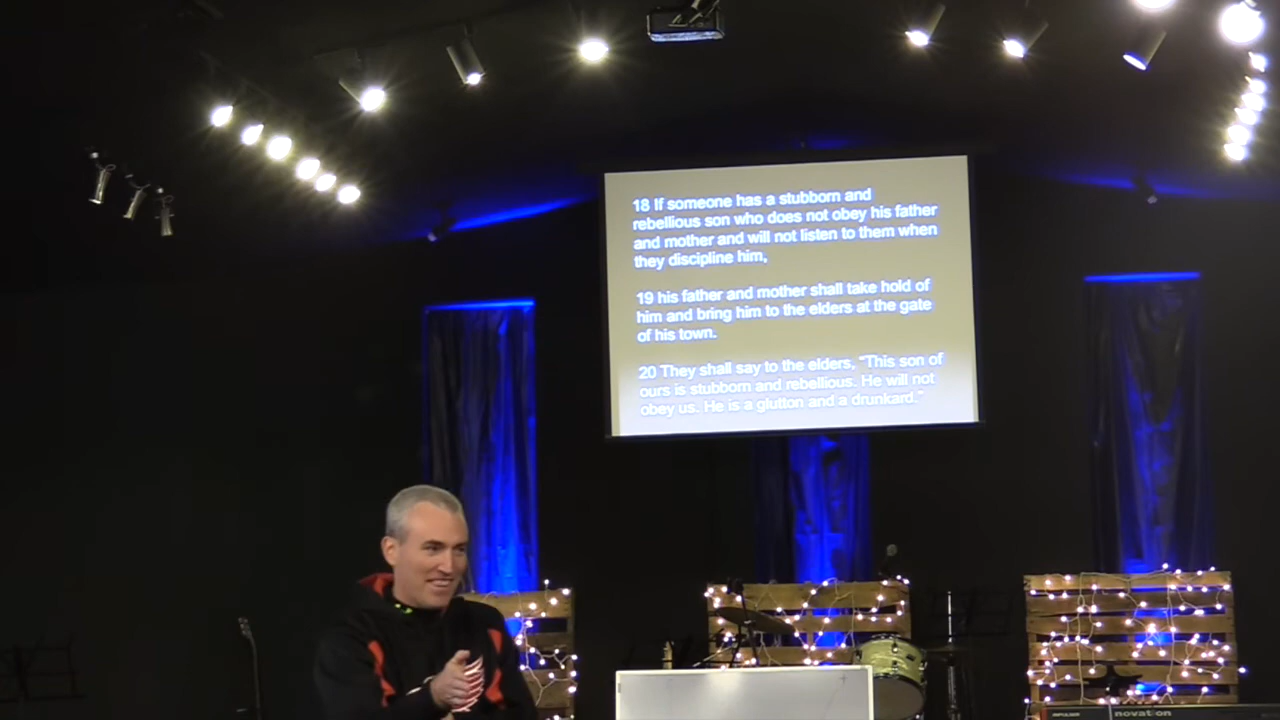 18 If someone has a stubborn and
rebellious son who does not obey his father
and mother and will not listen to them when
they discipline him,
19 his father and mother shall take hold of
him and bring him to the elders at the gate
of his town.
20 They shall say to the elders, "This son of
ours is stubborn and rebellious. He will not
obey us. He is a glutton and a drunkard."
IMPULSE
novation